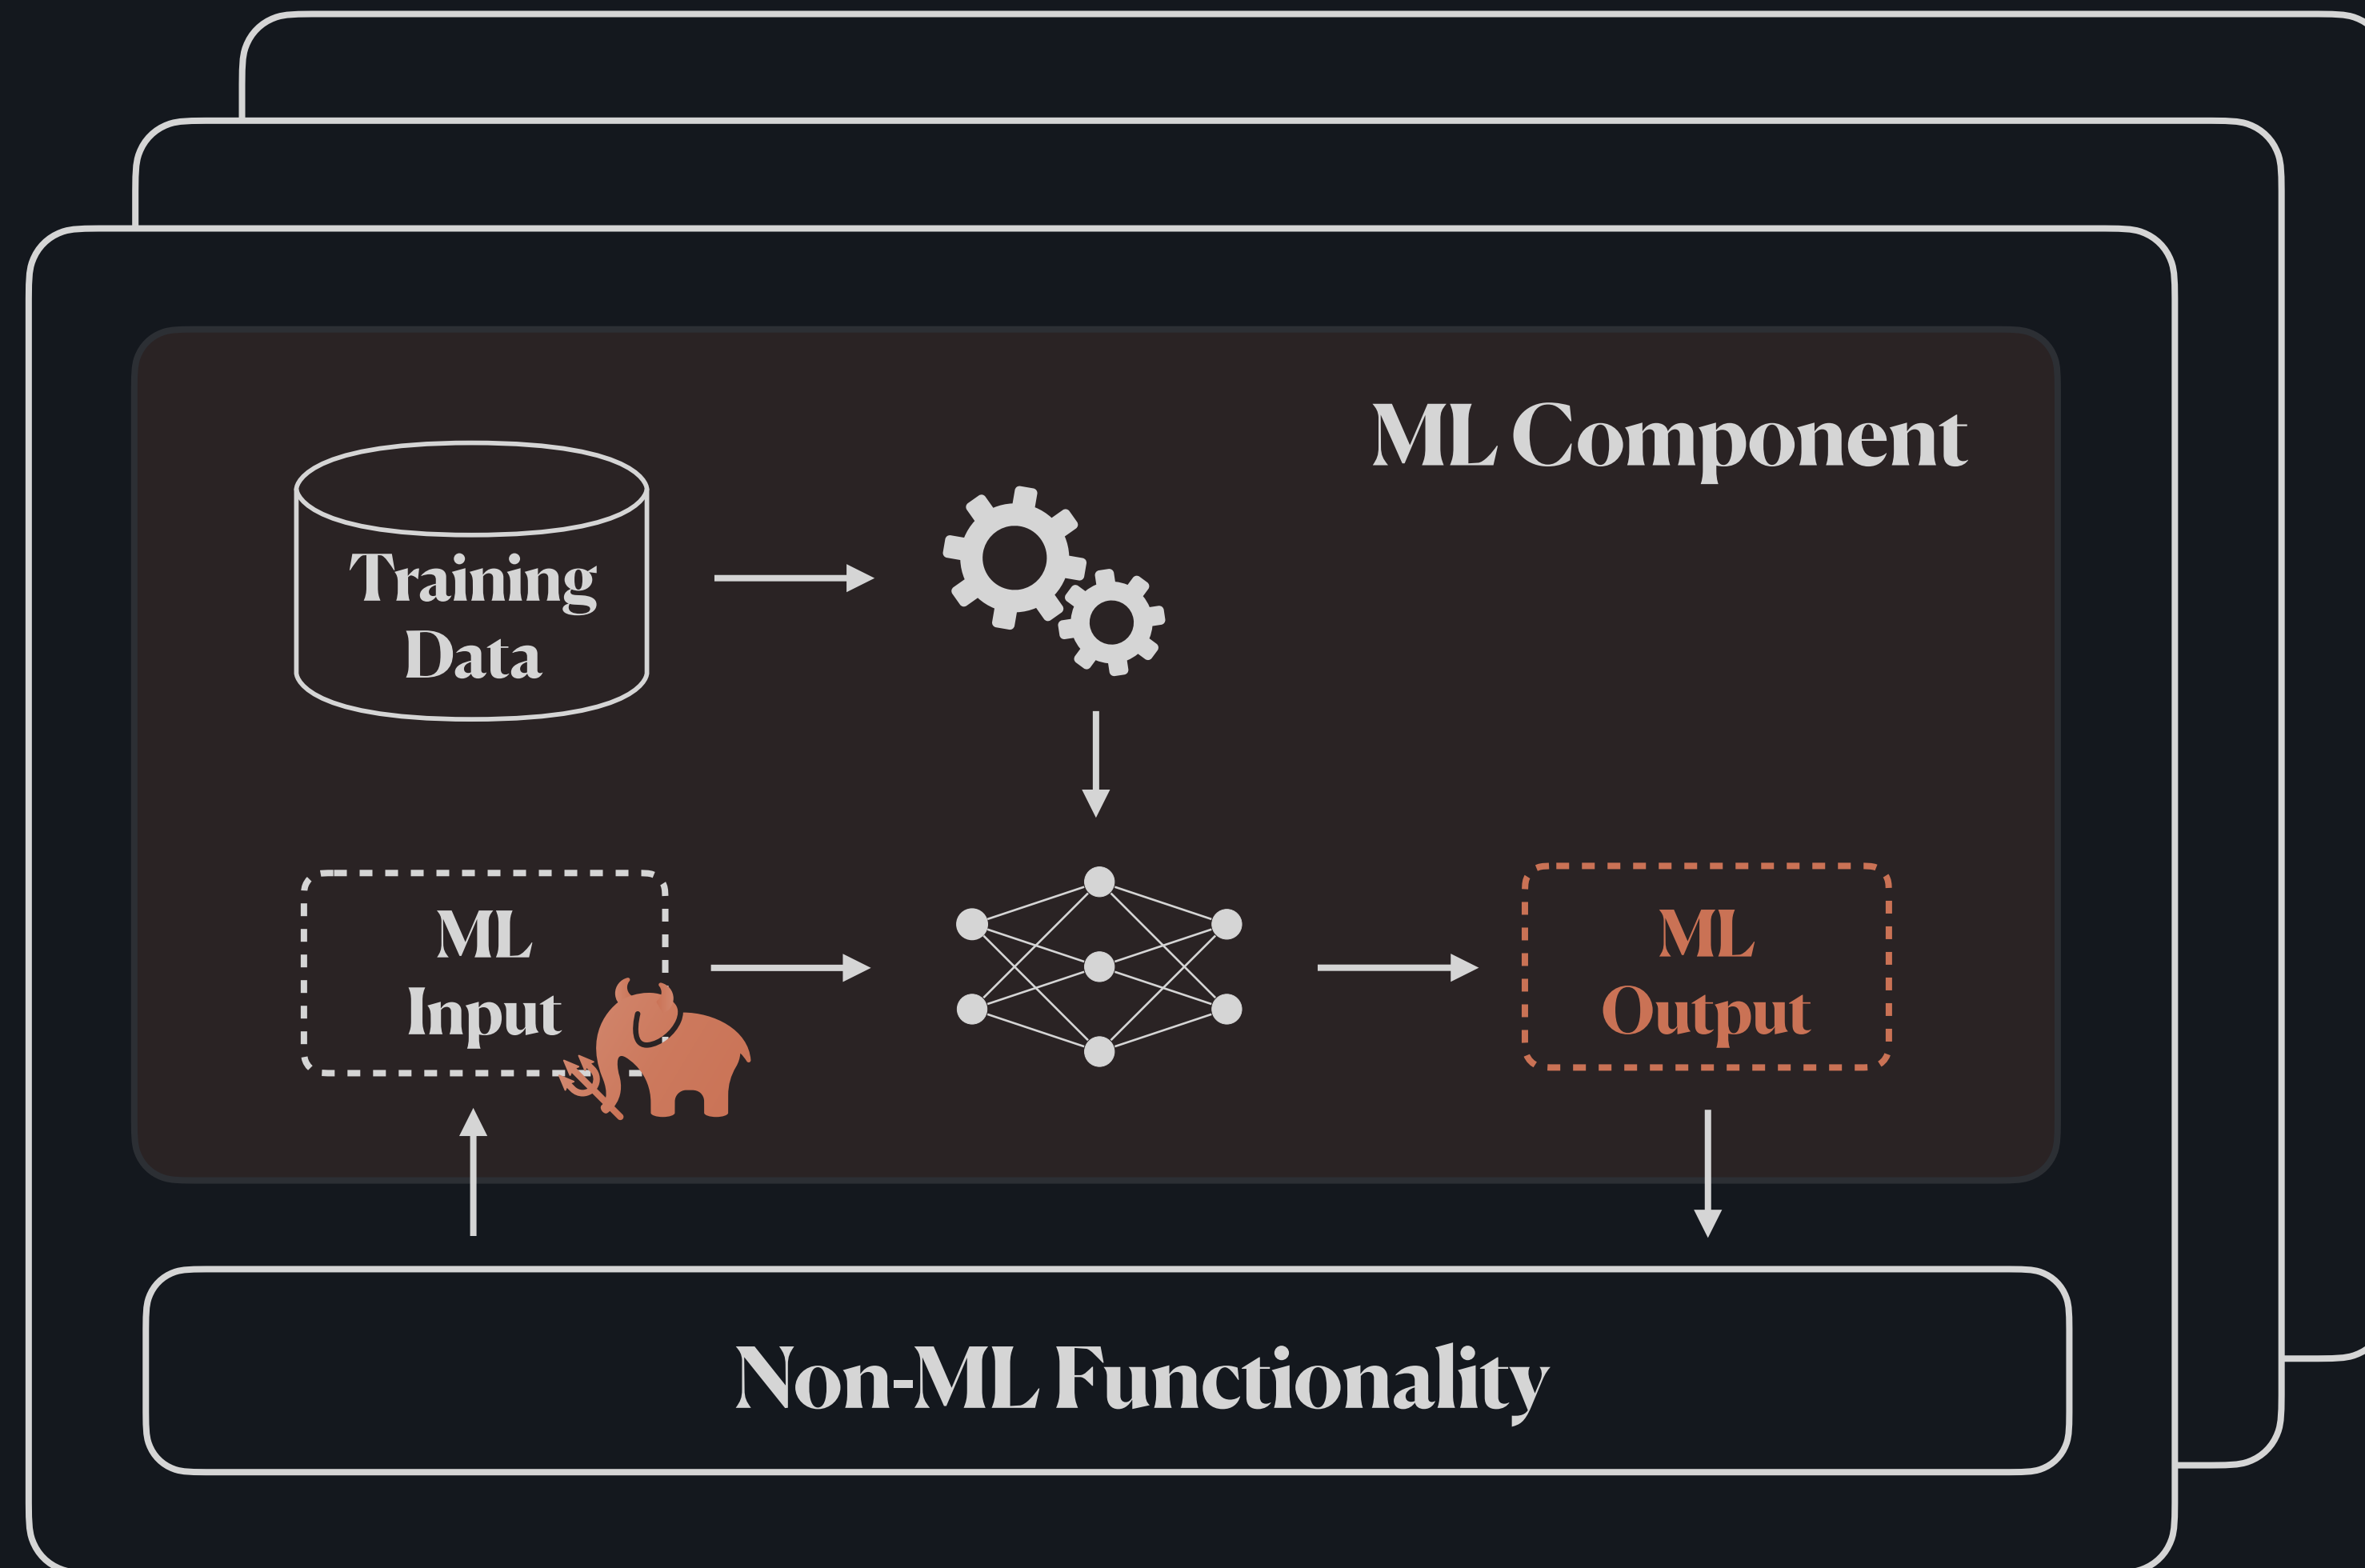 ML Component
Training
Data
ML
Input
ML
Output
Non-ML Functionality